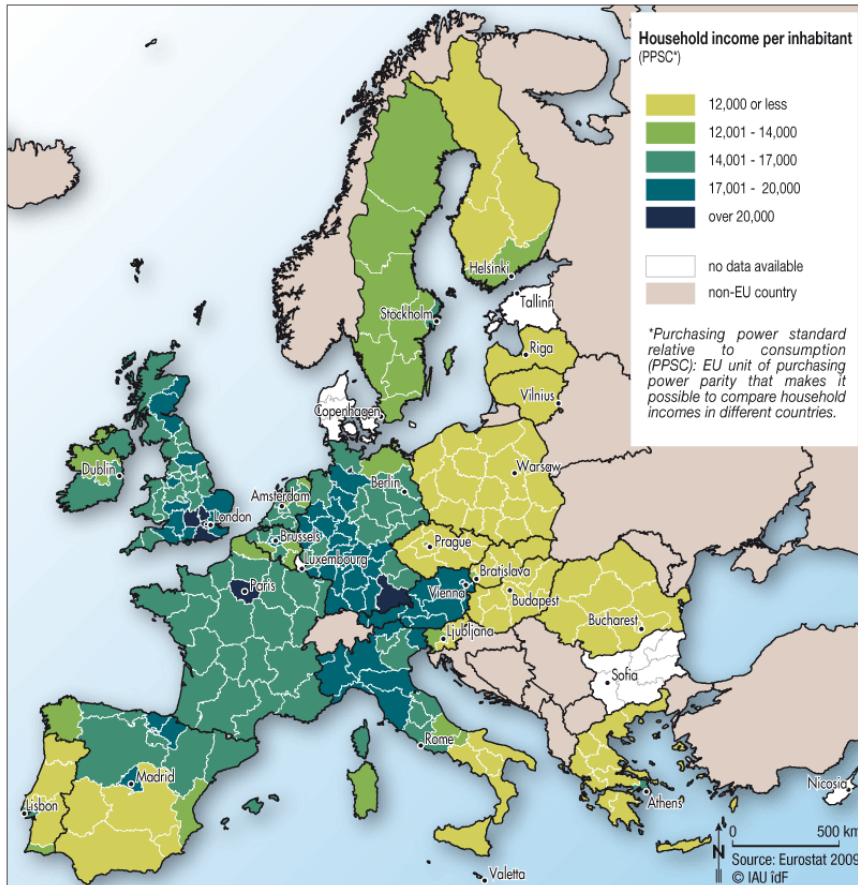 Household income per inhabitant
(PPSC*)
12,000 or less
12,001 - 14,000
14,001 - 17,000
17,001 - 20,000
over 20,000
no data available
non-EU country
*Purchasing power standard
relative to consumption
(PPSC): EU unit of purchasing
power parity that makes it
possible to compare household
incomes in different countries.
Helsinki
Tallinn
Stockholm
Riga
Vilnius
Copenhagen
Dublin
Warsaw
Berlin
Amsterdam
London
Brussels
Prague
Luxembourg
Paris
Bratislava
Vienna
Budapest
Ljubljana
Bucharest
Sofia
Rome
Madrid
Lisbon
Athens
Nicosia
Valetta
N
0 500 km
Source: Eurostat 2009
© IAU îdF